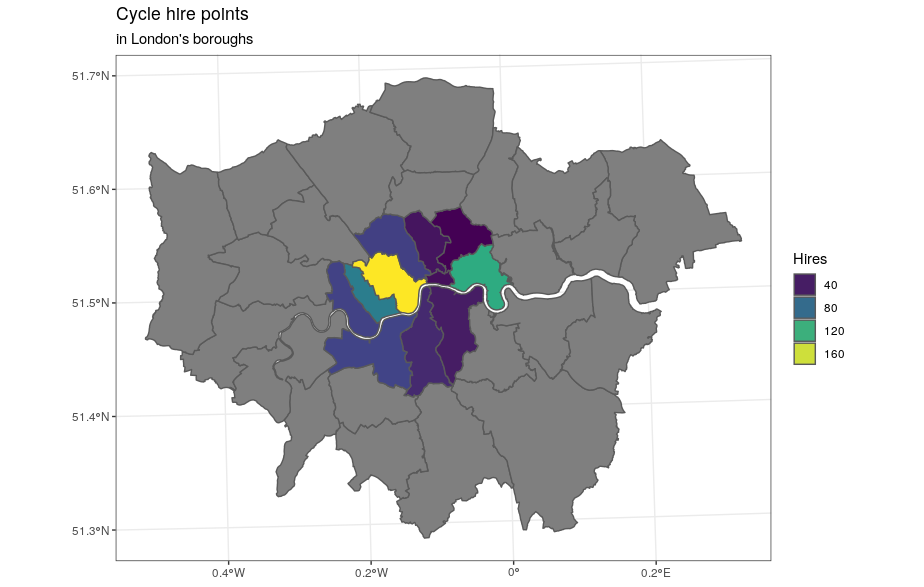 Cycle hire points
in London's boroughs
51.7°N
51.6°N
51.5°N
51.4°N
51.3°N
0.4°W
0.2°W
0°
0.2°E
Hires
40
80
120
160